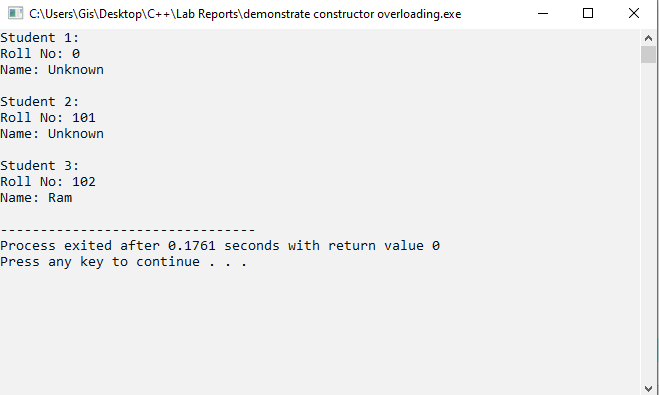 C:\Users\Gis\Desktop\C++\Lab Reports\demonstrate constructor overloading.exe
Student 1:
Roll No: 0
Name: Unknown
Student 2:
Roll No: 101
Name: Unknown
Student 3:
Roll No: 102
Name: Ram
--------------------------------
Process exited after 0.1761 seconds with return value 0
Press any key to continue . . .